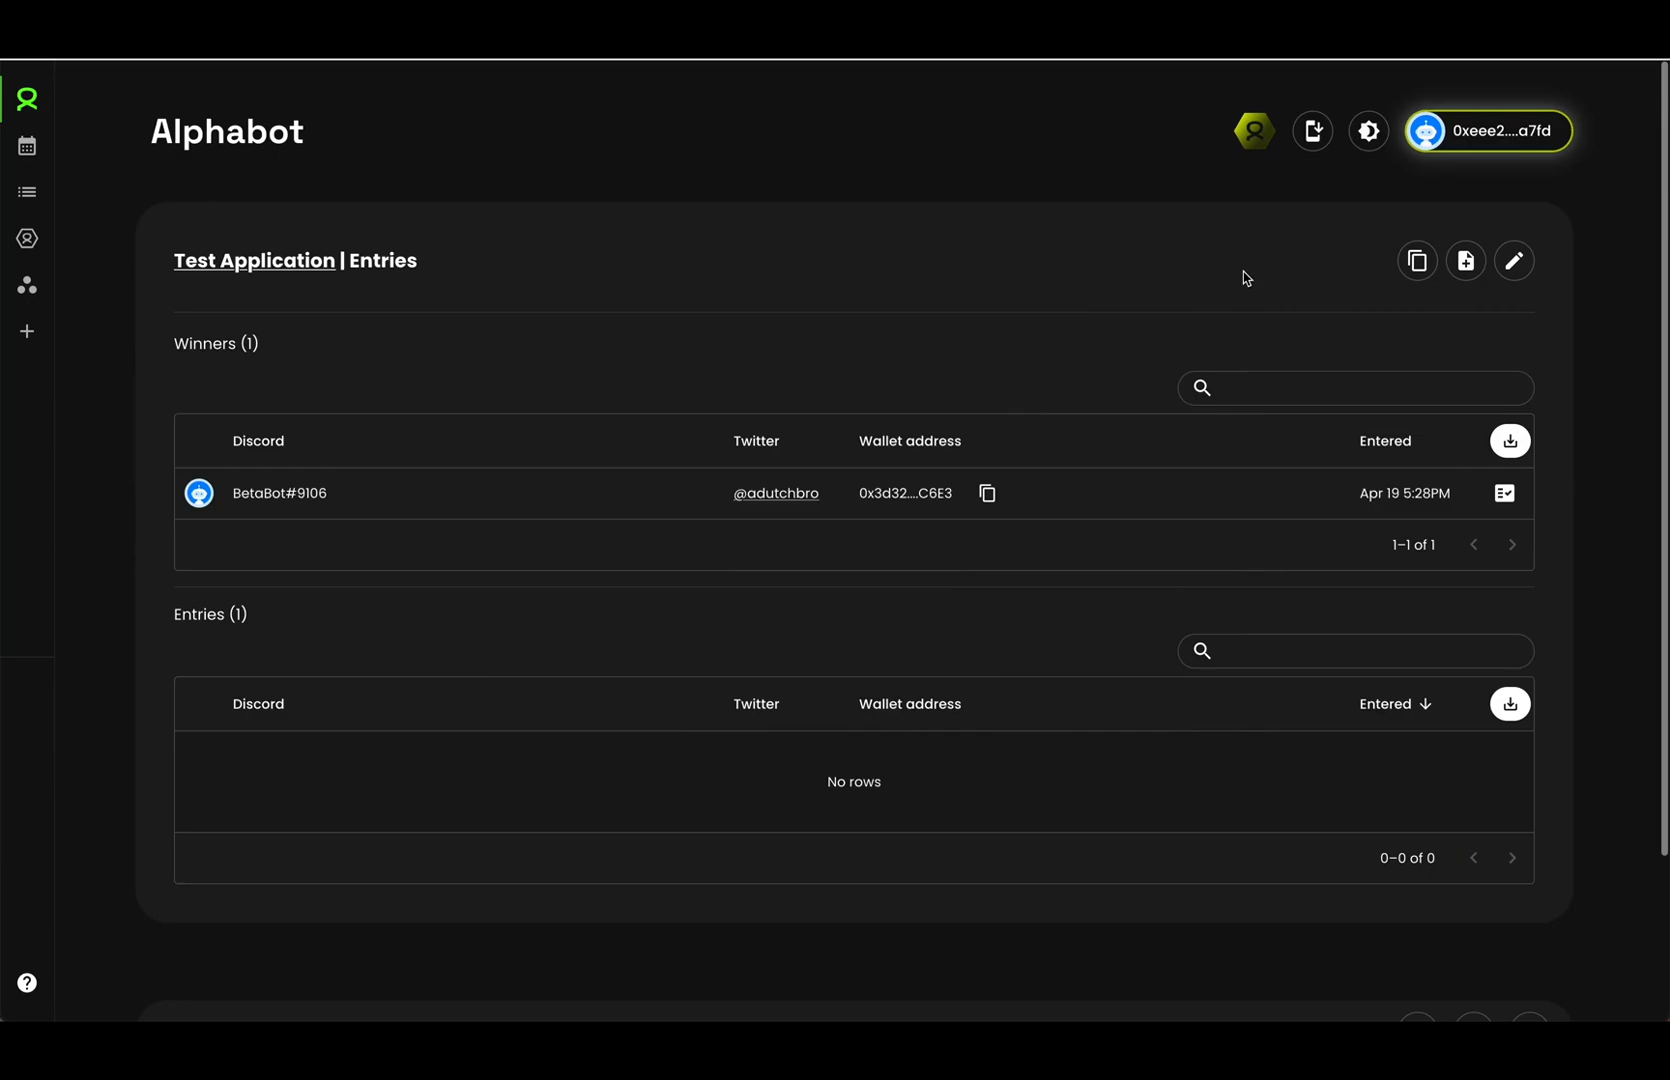 Alphabot
0xeee2....a7fd
Test Application | Entries
Winners (1)
Discord Twitter Wallet address Entered
BetaBot#9106 @adutchbro 0x3d32....C6E3 Apr 19 5:28PM
1–1 of 1
Entries (1)
Discord Twitter Wallet address Entered
No rows
0–0 of 0